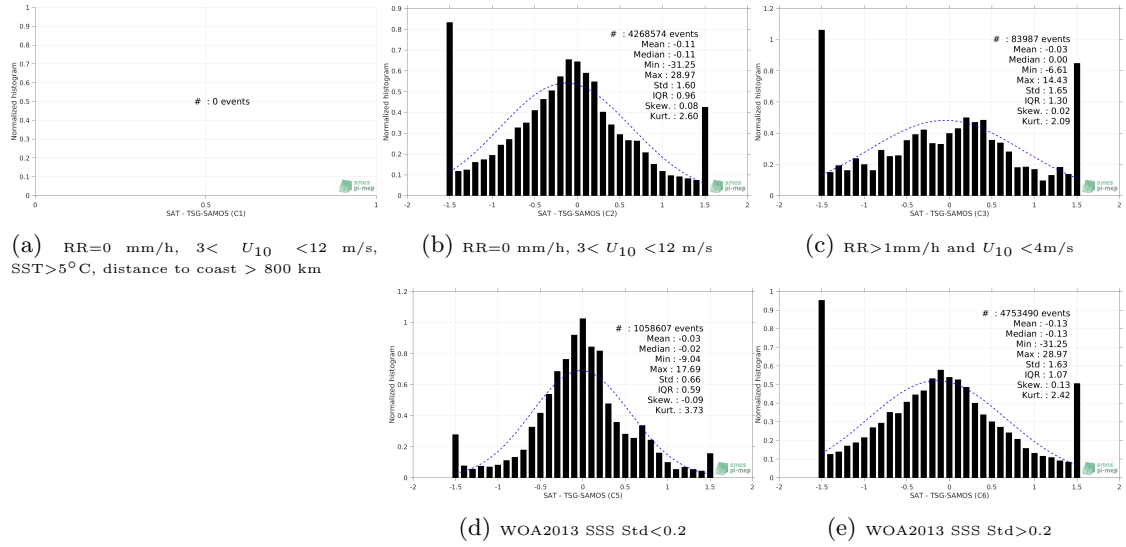 1
0.9
0.8
0.7
0.6
0.5
0.4
0.3
0.2
0.1
0
0 0.5 1
Normalized histogram
# : 0 events
SAT - TSG-SAMOS (C1)
smos
pi-mep
(a) RR=0 mm/h, 3< U10 <12 m/s,
SST>5°C, distance to coast > 800 km
0.9
0.8
0.7
0.6
0.5
0.4
0.3
0.2
0.1
0
-2 -1.5 -1 -0.5 0 0.5 1 1.5 2
Normalized histogram
# : 4268574 events
Mean : -0.11
Median : -0.11
Min : -31.25
Max : 28.97
Std : 1.60
IQR : 0.96
Skew. : 0.08
Kurt. : 2.60
SAT - TSG-SAMOS (C2)
smos
pi-mep
(b) RR=0 mm/h, 3< U10 <12 m/s
1.2
1
0.8
0.6
0.4
0.2
0
-2 -1.5 -1 -0.5 0 0.5 1 1.5 2
Normalized histogram
# : 83987 events
Mean : -0.03
Median : 0.00
Min : -6.61
Max : 14.43
Std : 1.65
IQR : 1.30
Skew. : 0.02
Kurt. : 2.09
SAT - TSG-SAMOS (C3)
smos
pi-mep
(c) RR>1mm/h and U10 <4m/s
1.2
1
0.8
0.6
0.4
0.2
0
-2 -1.5 -1 -0.5 0 0.5 1 1.5 2
Normalized histogram
# : 1058607 events
Mean : -0.03
Median : -0.02
Min : -9.04
Max : 17.69
Std : 0.66
IQR : 0.59
Skew. : -0.09
Kurt. : 3.73
SAT - TSG-SAMOS (C5)
smos
pi-mep
(d) WOA2013 SSS Std<0.2
1
0.9
0.8
0.7
0.6
0.5
0.4
0.3
0.2
0.1
0
-2 -1.5 -1 -0.5 0 0.5 1 1.5 2
Normalized histogram
# : 4753490 events
Mean : -0.13
Median : -0.13
Min : -31.25
Max : 28.97
Std : 1.63
IQR : 1.07
Skew. : 0.13
Kurt. : 2.42
SAT - TSG-SAMOS (C6)
smos
pi-mep
(e) WOA2013 SSS Std>0.2